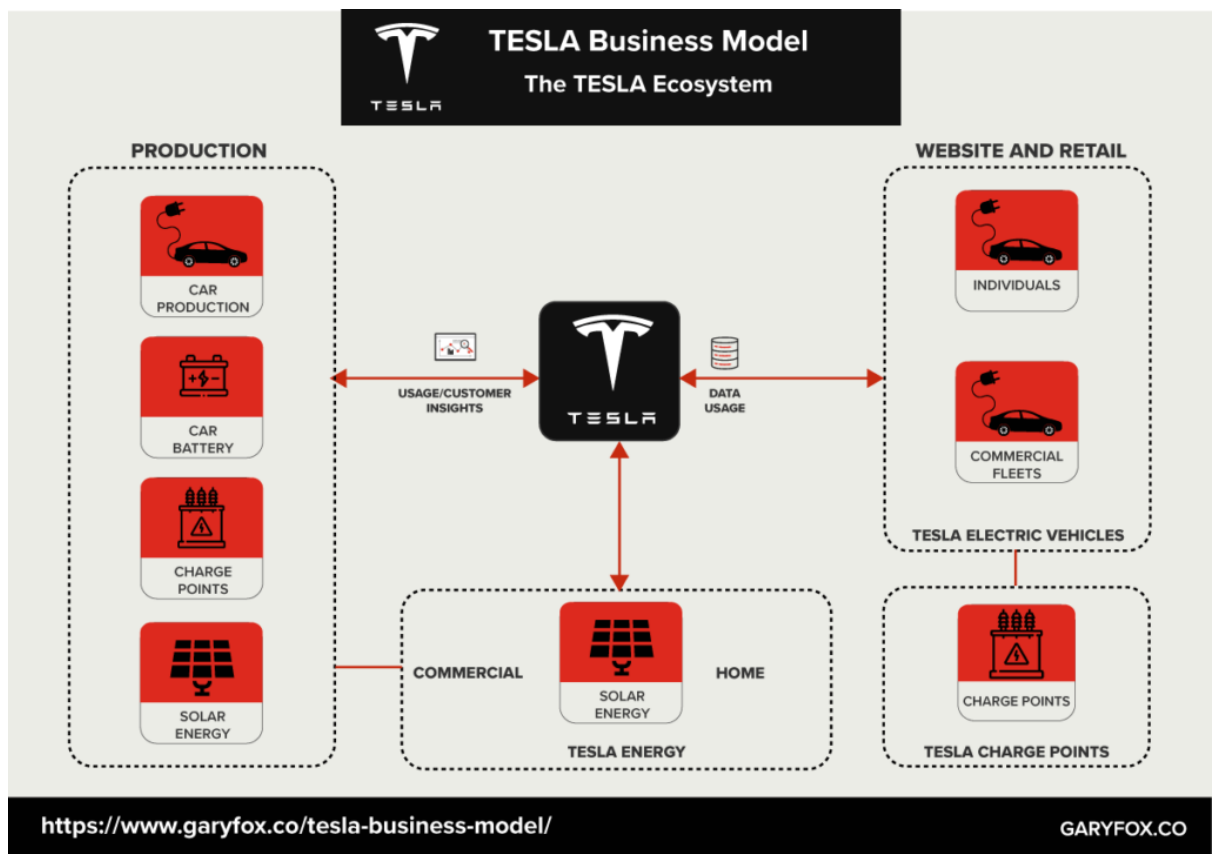 TESLA Business Model
The TESLA Ecosystem
TESLA
PRODUCTION
CAR
PRODUCTION
CAR
BATTERY
CHARGE
POINTS
SOLAR
ENERGY
USAGE/CUSTOMER
INSIGHTS
TESLA
DATA
USAGE
WEBSITE AND RETAIL
INDIVIDUALS
COMMERCIAL
FLEETS
TESLA ELECTRIC VEHICLES
COMMERCIAL
SOLAR
ENERGY
HOME
TESLA ENERGY
CHARGE POINTS
TESLA CHARGE POINTS
https://www.garyfox.co/tesla-business-model/
GARYFOX.CO